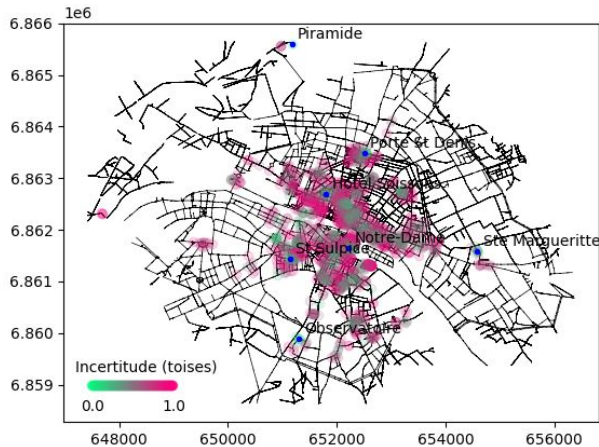 1e6
6.866
Piramide
6.865
6.864
Porte St Denis
6.863
Hotel Soissons
6.862
Notre-Dame
Ste Margueritte
St Sulpice
6.861
6.860
Observatoire
Incertitude (toises)
6.859
0.0 1.0
648000 650000 652000 654000 656000